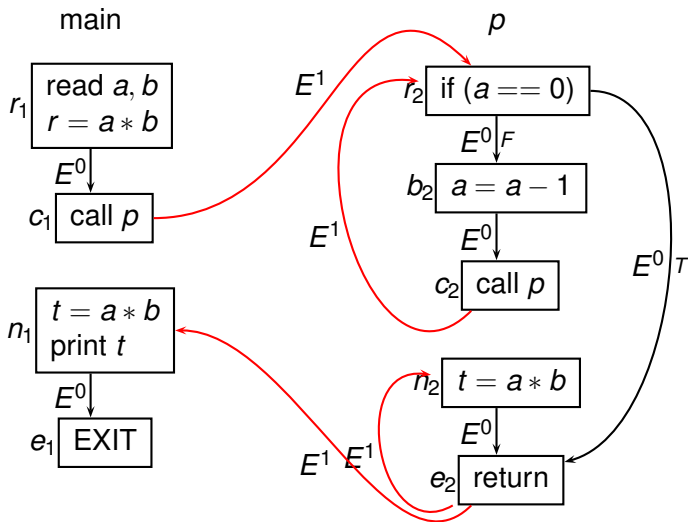 main
r1
read a, b
r = a ∗ b
E0
c1
call p
n1
t = a ∗ b
print t
E0
e1
EXIT
p
r2
if (a == 0)
E0 F
b2
a = a − 1
E0
c2
call p
n2
t = a ∗ b
E0
e2
return
E1
E1
E1
E1
E0 T